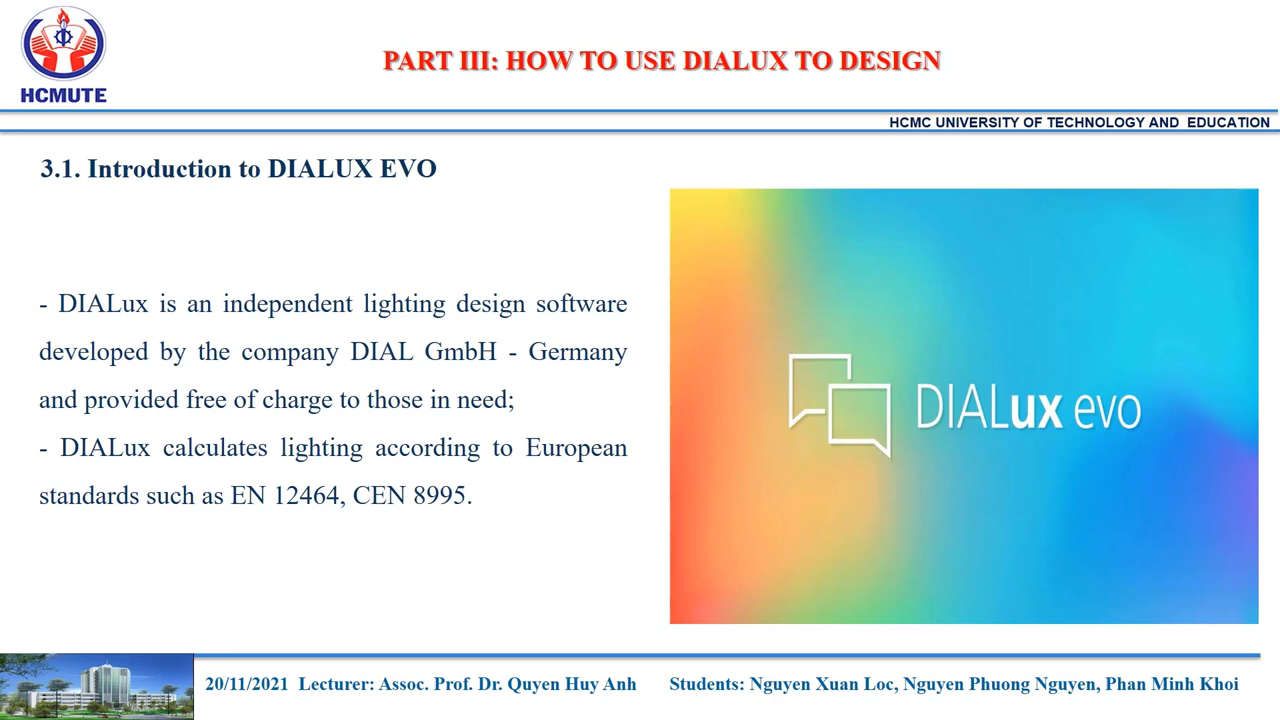 PART III: HOW TO USE DIALUX TO DESIGN
HCMUTE
HCMC UNIVERSITY OF TECHNOLOGY AND EDUCATION
3.1. Introduction to DIALUX EVO
- DIALux is an independent lighting design software
developed by the company DIAL GmbH - Germany
and provided free of charge to those in need;
- DIALux calculates lighting according to European
standards such as EN 12464, CEN 8995.
DIALux evo
20/11/2021 Lecturer: Assoc. Prof. Dr. Quyen Huy Anh
Students: Nguyen Xuan Loc, Nguyen Phuong Nguyen, Phan Minh Khoi